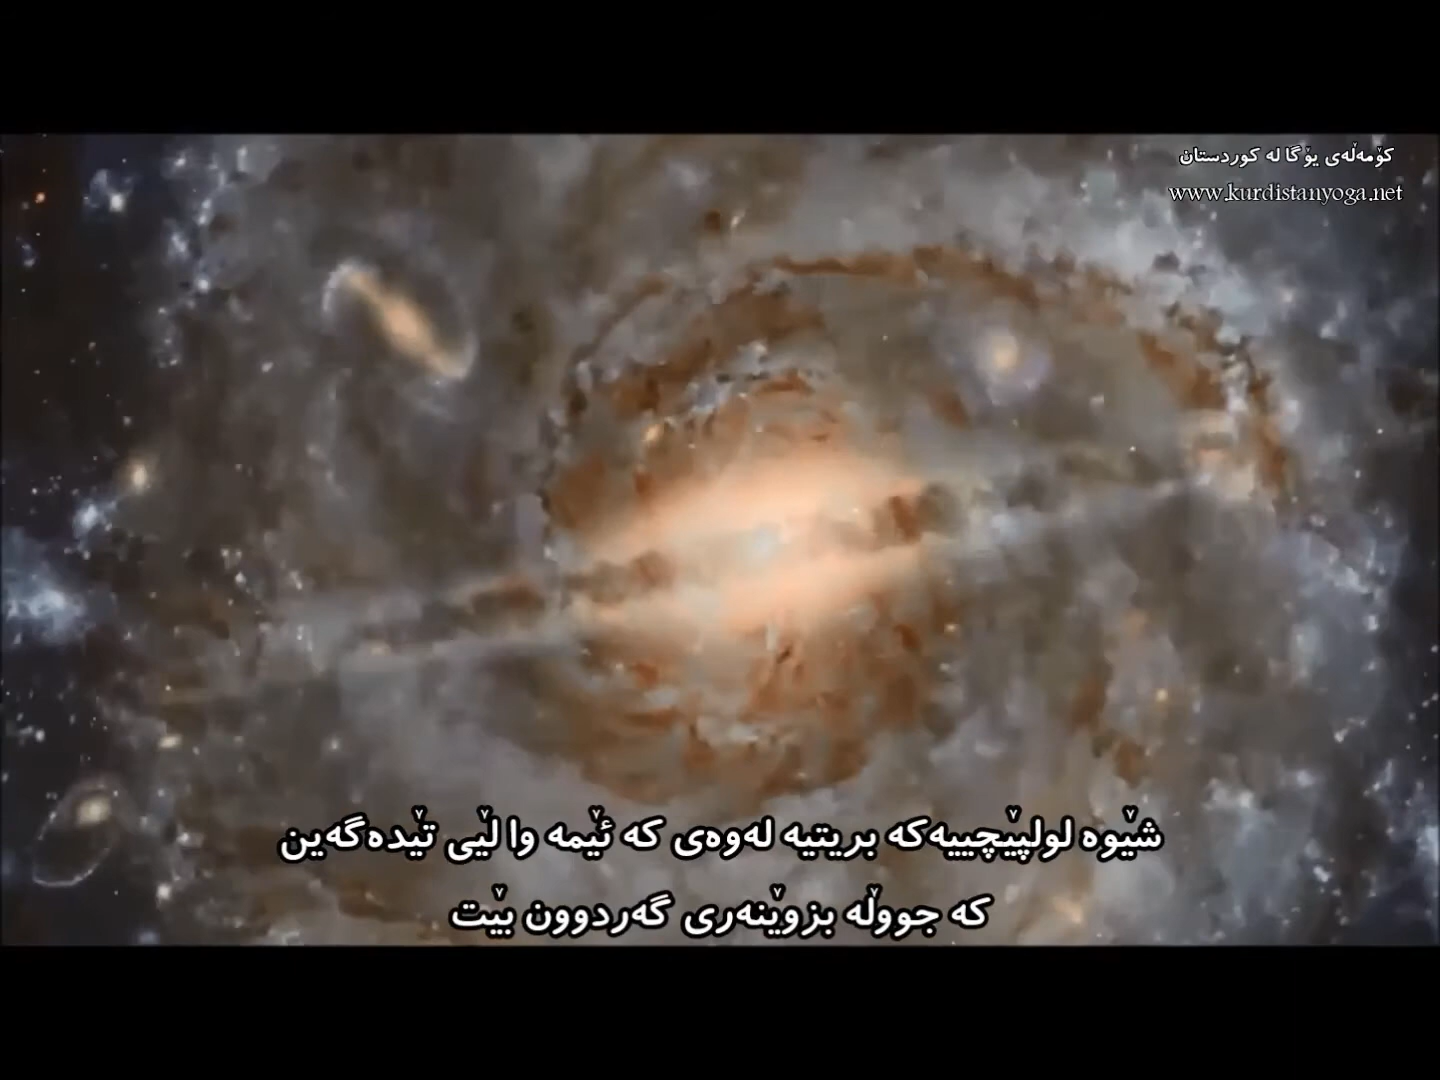 کۆمەڵەی یۆگا لە کوردستان
www.kurdistanyoga.net
شێوە لولپێچییەکە بریتیە لەوەی کە ئێمە وا لێی تێدەگەین
کە جووڵە بزوێنەری گەردوون بێت